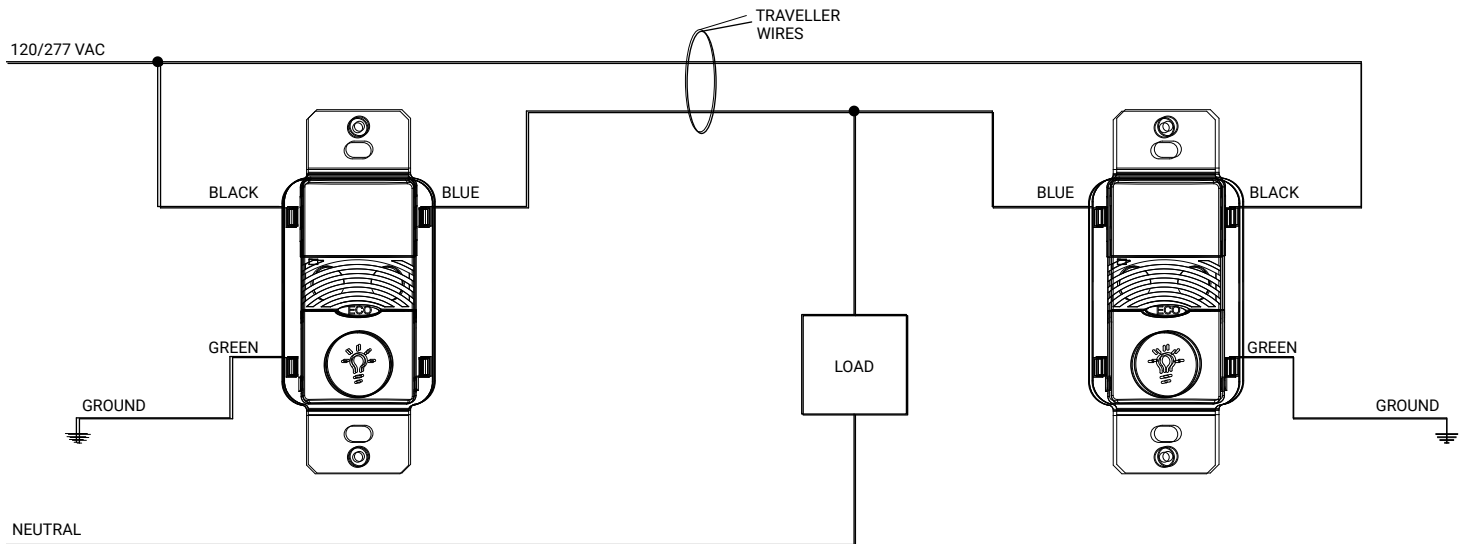 TRAVELLER
WIRES
120/277 VAC
BLACK
BLUE
BLUE
BLACK
ECO
ECO
GREEN
LOAD
GREEN
GROUND
GROUND
NEUTRAL